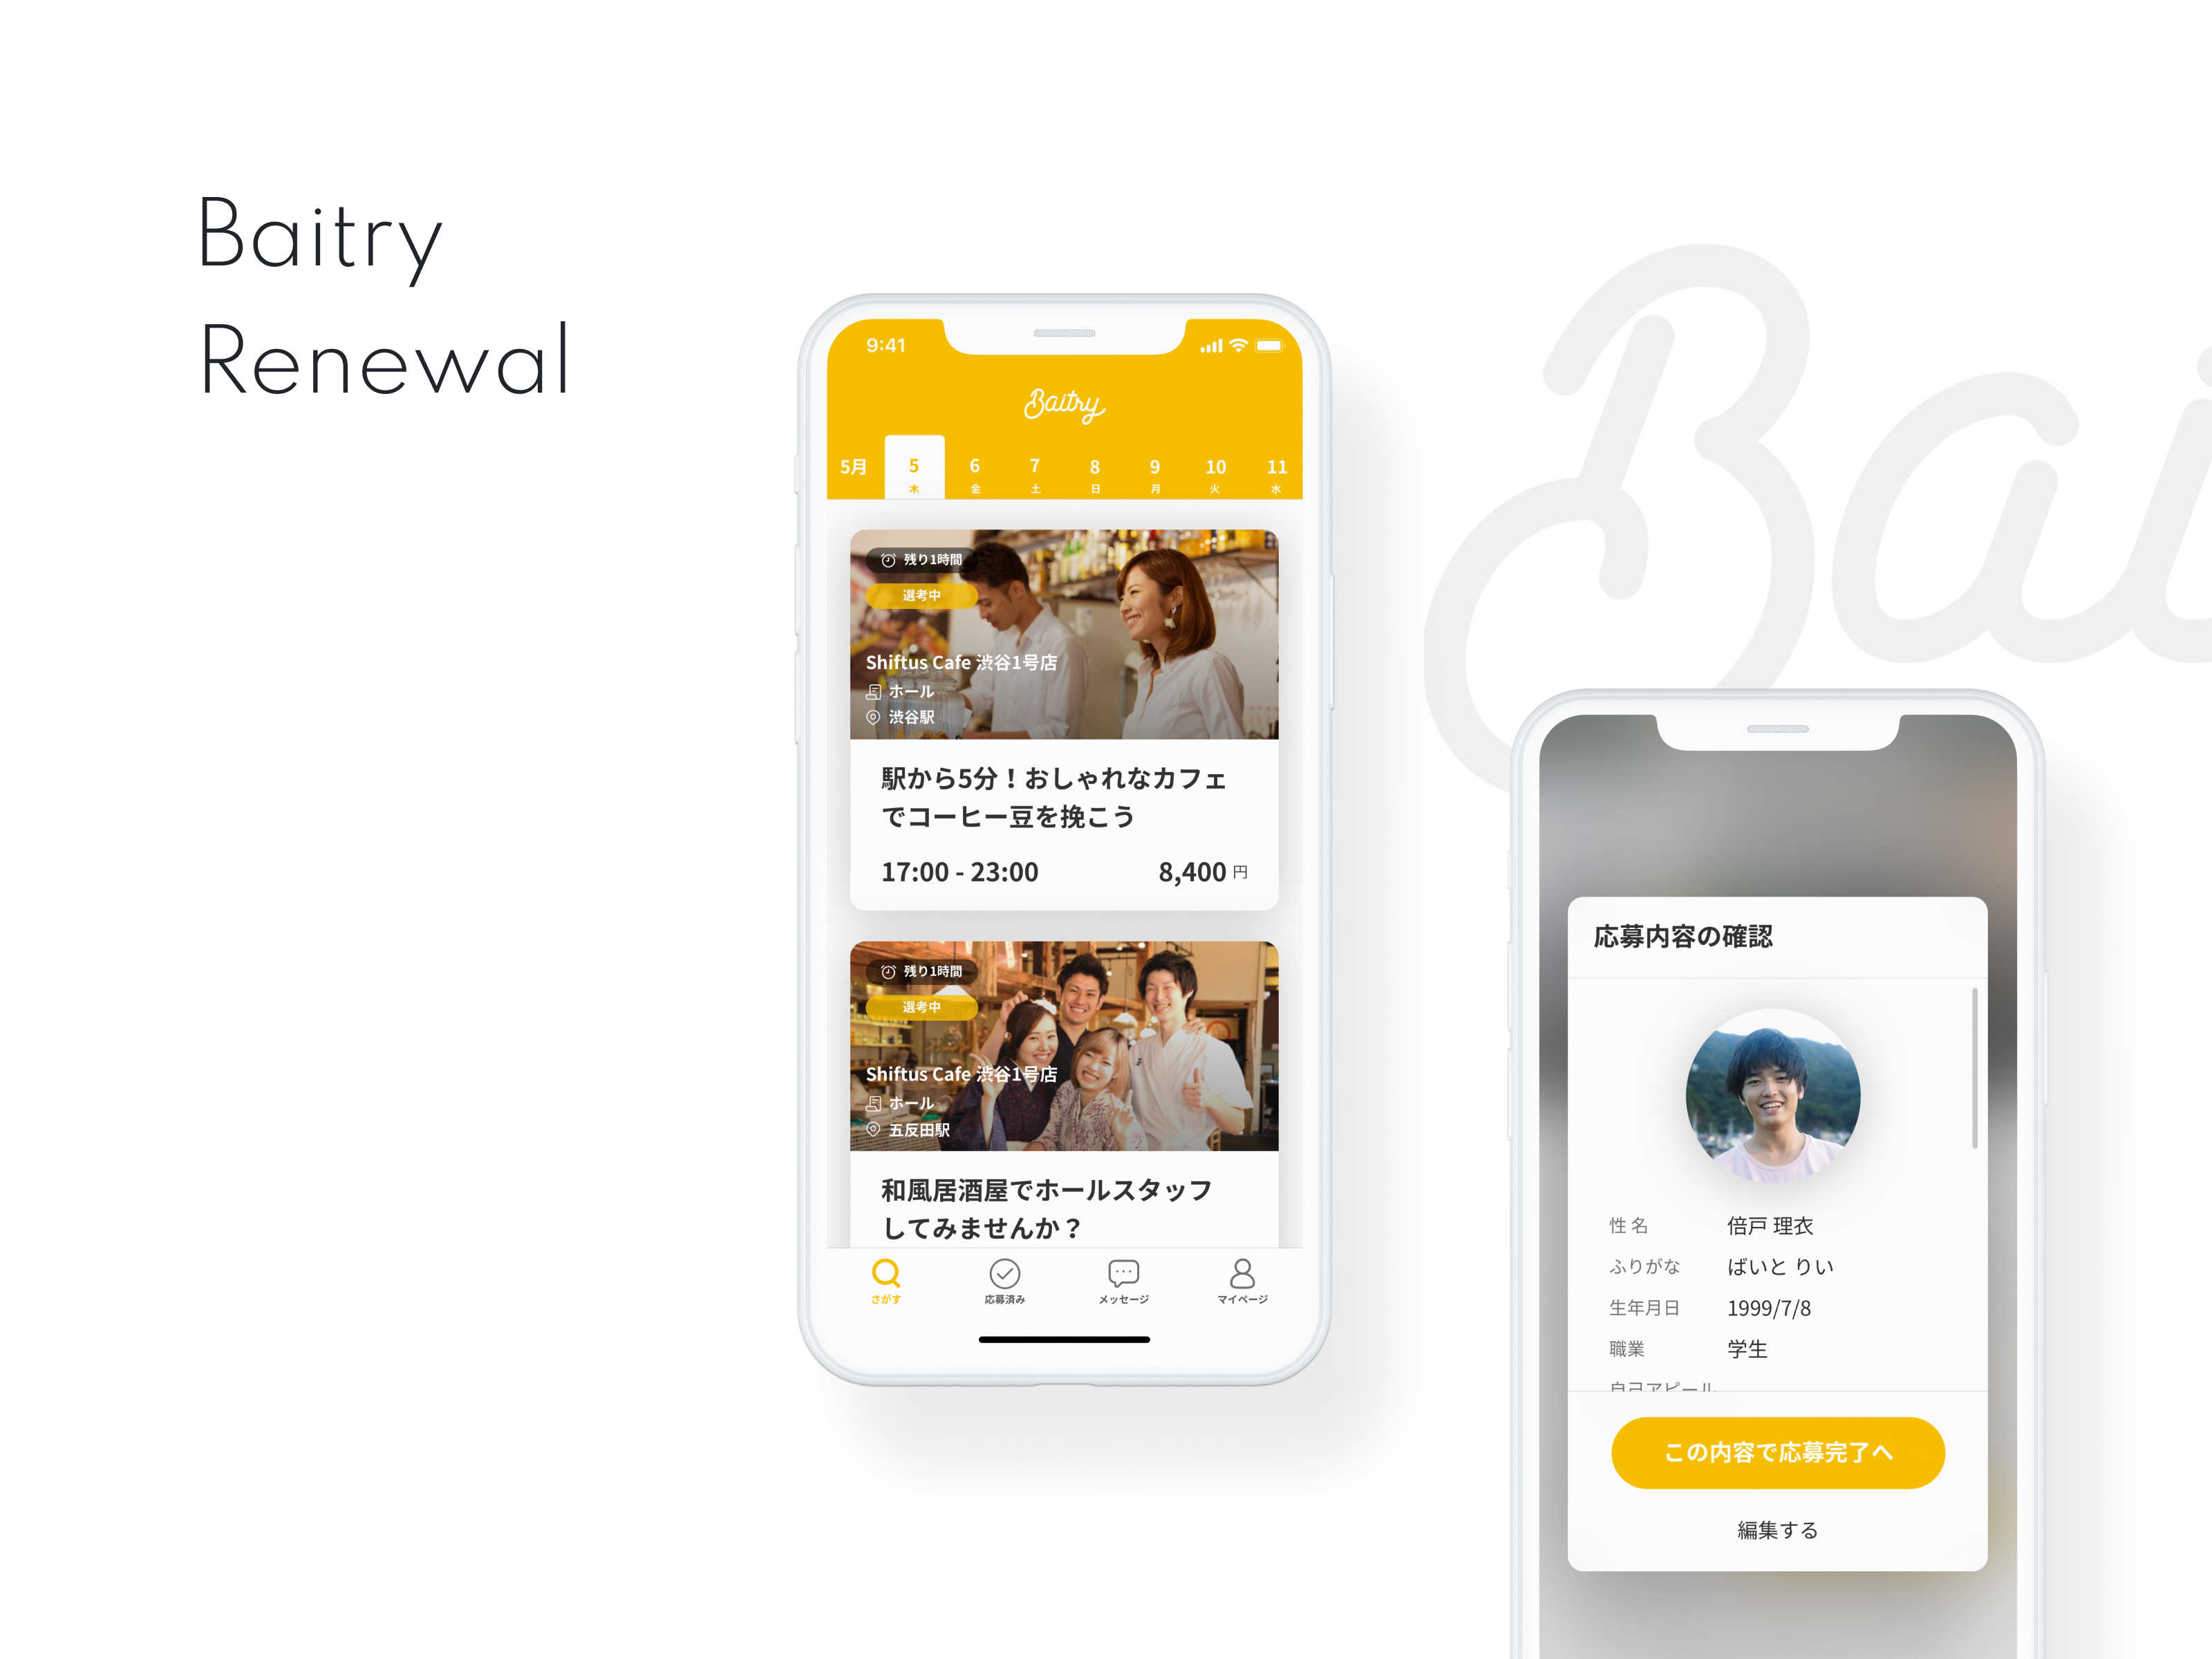 Baitry
Renewal
Bai
9:41
Baitry
5月 5 6 7 8 9 10 11
木 金 土 日 月 火 水
残り1時間
選考中
Shiftus Cafe 渋谷1号店
ホール
渋谷駅
駅から5分！おしゃれなカフェ
でコーヒー豆を挽こう
17:00 - 23:00 8,400 円
残り1時間
選考中
Shiftus Cafe 渋谷1号店
ホール
五反田駅
和風居酒屋でホールスタッフ
してみませんか？
さがす 応募済み メッセージ マイページ
応募内容の確認
性 名 倍戸 理衣
ふりがな ばいと りい
生年月日 1999/7/8
職業 学生
自己アピール
この内容で応募完了へ
編集する